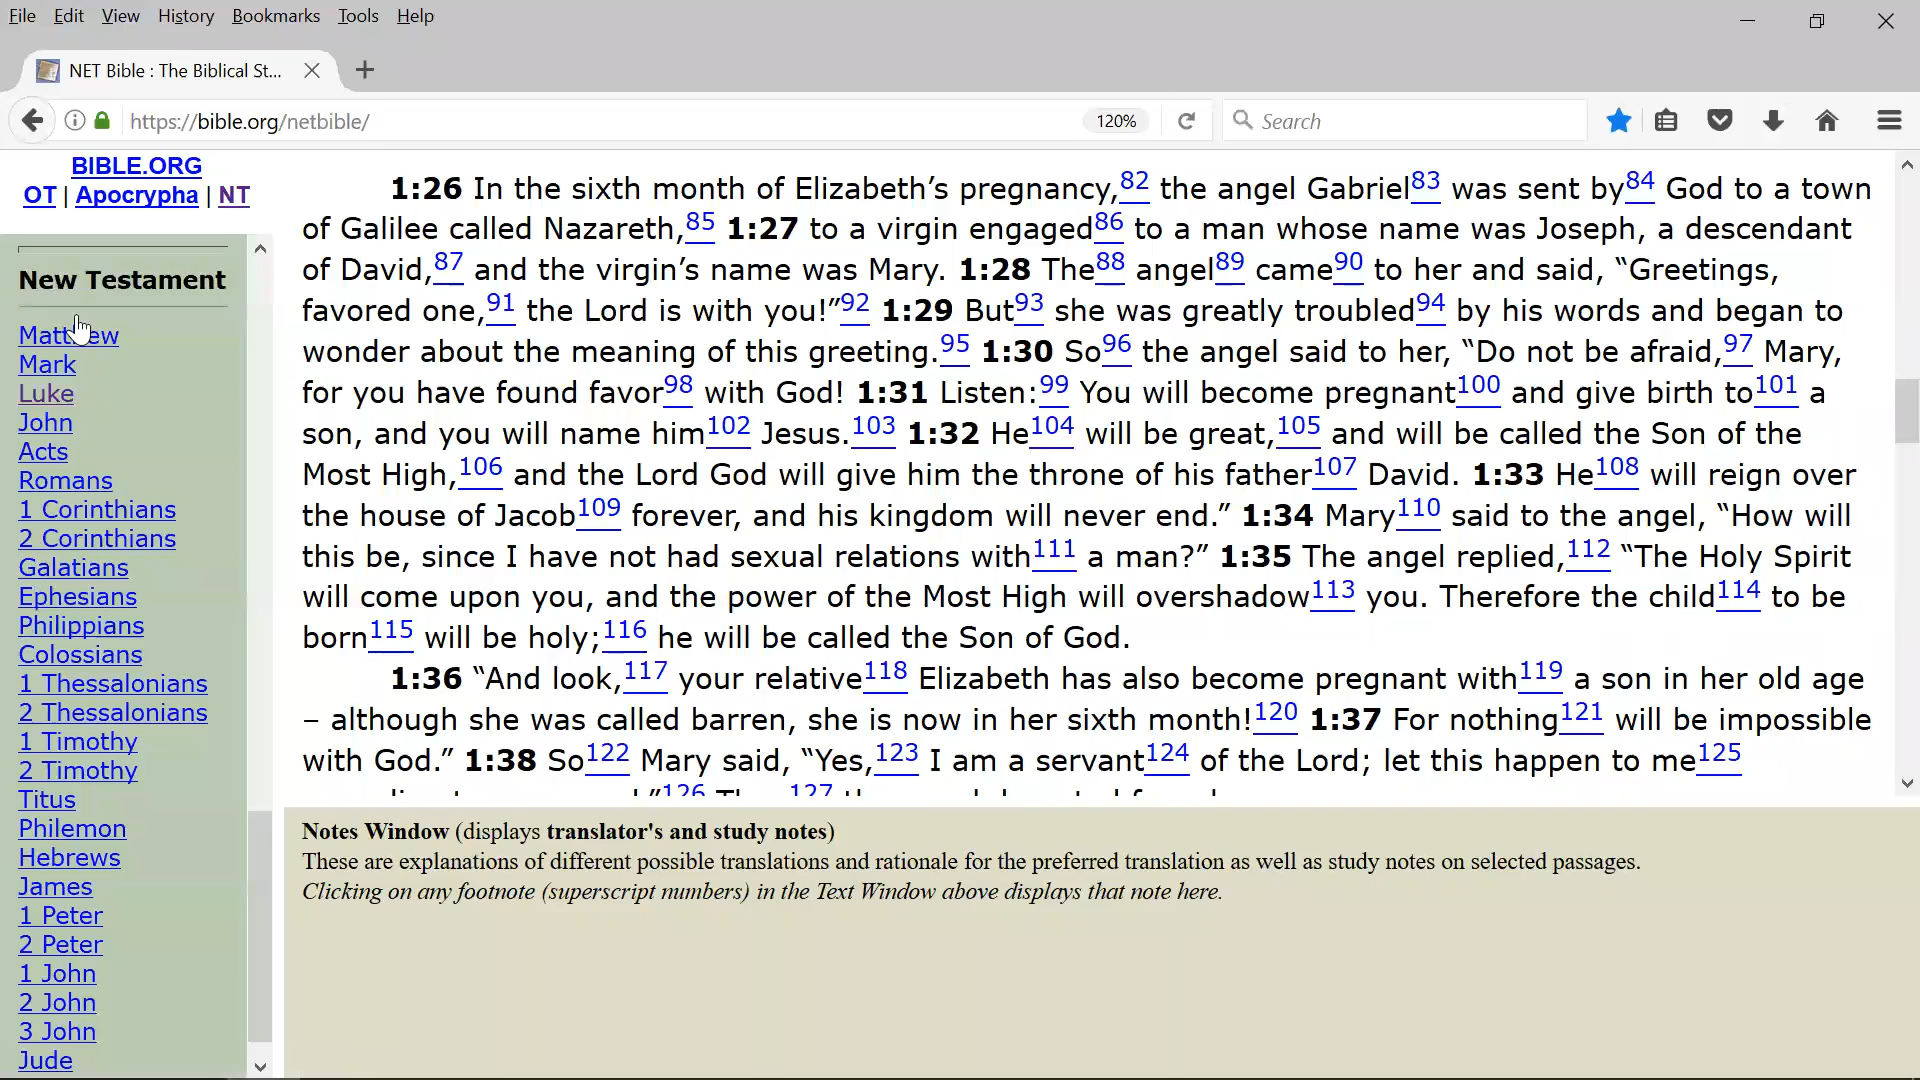 File Edit View History Bookmarks Tools Help
NET Bible : The Biblical St...
https://bible.org/netbible/ 120% Search
BIBLE.ORG
OT | Apocrypha | NT
New Testament
Matthew
Mark
Luke
John
Acts
Romans
1 Corinthians
2 Corinthians
Galatians
Ephesians
Philippians
Colossians
1 Thessalonians
2 Thessalonians
1 Timothy
2 Timothy
Titus
Philemon
Hebrews
James
1 Peter
2 Peter
1 John
2 John
3 John
Jude
1:26 In the sixth month of Elizabeth’s pregnancy,82 the angel Gabriel83 was sent by84 God to a town
of Galilee called Nazareth,85 1:27 to a virgin engaged86 to a man whose name was Joseph, a descendant
of David,87 and the virgin’s name was Mary. 1:28 The88 angel89 came90 to her and said, “Greetings,
favored one,91 the Lord is with you!”92 1:29 But93 she was greatly troubled94 by his words and began to
wonder about the meaning of this greeting.95 1:30 So96 the angel said to her, “Do not be afraid,97 Mary,
for you have found favor98 with God! 1:31 Listen:99 You will become pregnant100 and give birth to101 a
son, and you will name him102 Jesus.103 1:32 He104 will be great,105 and will be called the Son of the
Most High,106 and the Lord God will give him the throne of his father107 David. 1:33 He108 will reign over
the house of Jacob109 forever, and his kingdom will never end.” 1:34 Mary110 said to the angel, “How will
this be, since I have not had sexual relations with111 a man?” 1:35 The angel replied,112 “The Holy Spirit
will come upon you, and the power of the Most High will overshadow113 you. Therefore the child114 to be
born115 will be holy;116 he will be called the Son of God.
1:36 “And look,117 your relative118 Elizabeth has also become pregnant with119 a son in her old age
– although she was called barren, she is now in her sixth month!120 1:37 For nothing121 will be impossible
with God.” 1:38 So122 Mary said, “Yes,123 I am a servant124 of the Lord; let this happen to me125
Notes Window (displays translator's and study notes)
These are explanations of different possible translations and rationale for the preferred translation as well as study notes on selected passages.
Clicking on any footnote (superscript numbers) in the Text Window above displays that note here.